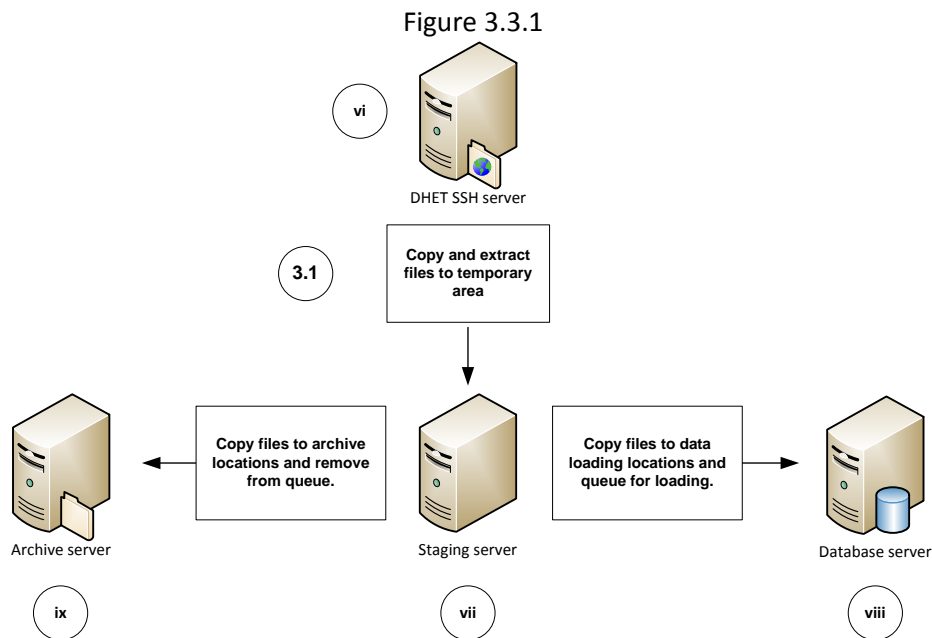 Figure 3.3.1
vi
DHET SSH server
3.1
Copy and extract
files to temporary
area
Copy files to archive
locations and remove
from queue.
Copy files to data
loading locations and
queue for loading.
Archive server
Staging server
Database server
ix
vii
viii